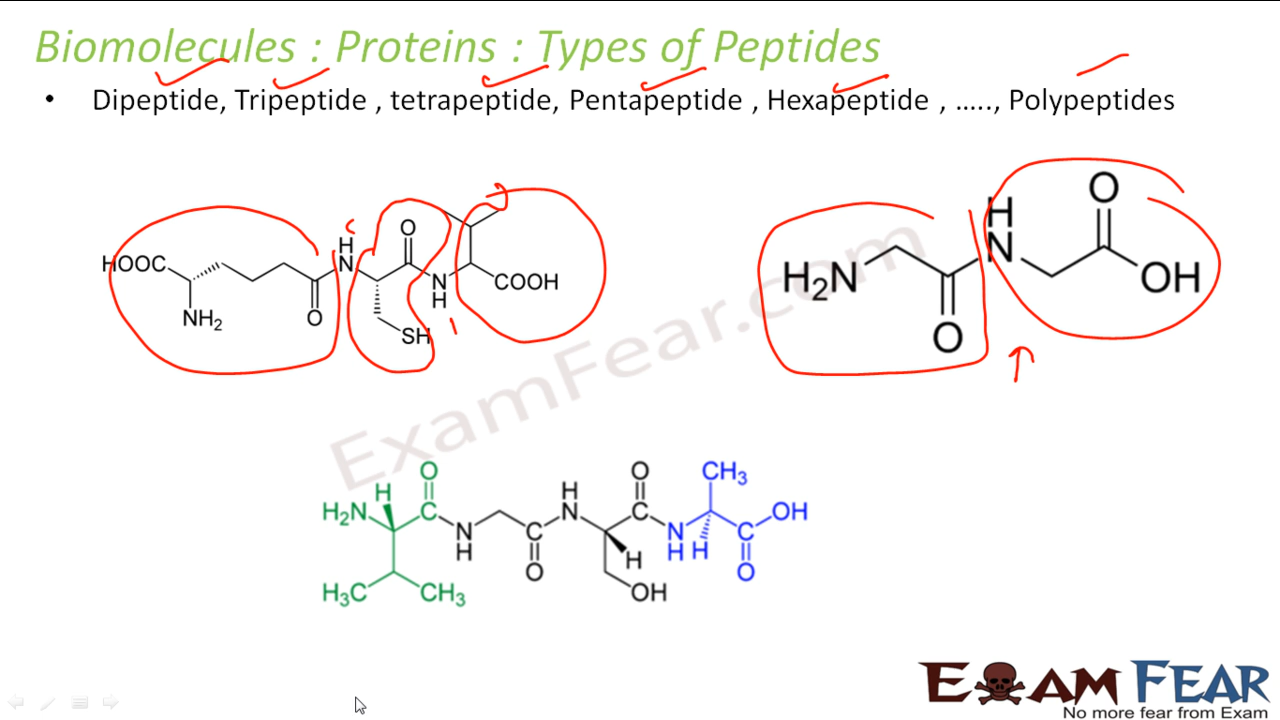 Biomolecules : Proteins : Types of Peptides
• Dipeptide, Tripeptide , tetrapeptide, Pentapeptide , Hexapeptide , ....., Polypeptides
HOOC
NH₂
O
H
N
O
SH
N
H
COOH
H₂N
O
H
N
O
OH
ExamFear.com
H₂N
H
O
H₃C
CH₃
N
H
O
H
N
O
H
OH
N
H
H
CH₃
O
OH
EXAM FEAR
No more fear from Exam